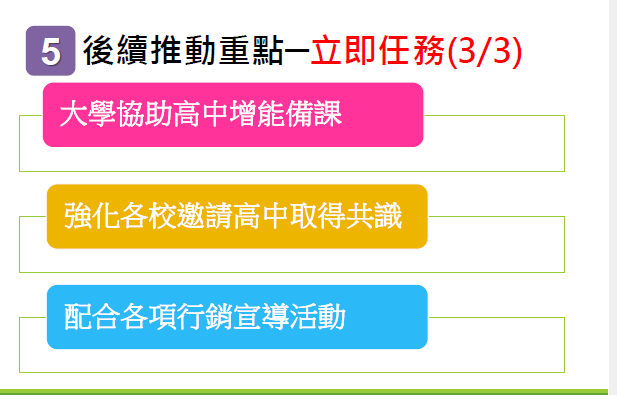 5 後續推動重點─立即任務(3/3)
大學協助高中增能備課
強化各校邀請高中取得共識
配合各項行銷宣導活動